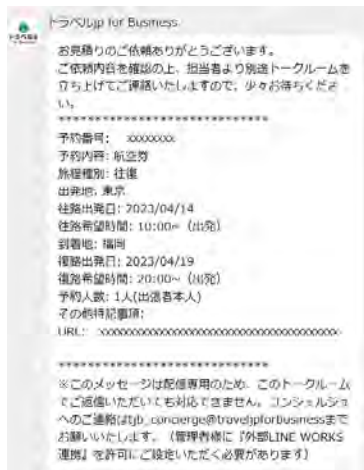 トラベルjp for Business
お見積りのご依頼ありがとうございます。
ご依頼内容を確認の上、担当者より別途トークルームを
立ち上げてご連絡いたしますので、少々お待ちくださ
い。
******************************
予約番号: xxxxxxxx
予約内容: 航空券
旅程種別: 往復
出発地: 東京
往路出発日: 2023/04/14
往路希望時間: 10:00~（出発）
到着地: 福岡
復路出発日: 2023/04/19
復路希望時間: 20:00~（出発）
予約人数: 1人(出張者本人)
その他特記事項:
URL: xxxxxxxxxxxxxxxxxxxxxxxxxxxxxxxxxxxxxxx
******************************
※このメッセージは配信専用のため、このトークルーム
でご返信いただいても対応できません。コンシェルジュ
へのご連絡はtjb_concierge@traveljpforbusinessまで
お願いいたします。（管理者様に『外部LINE WORKS
連携』を許可にご設定いただく必要があります）